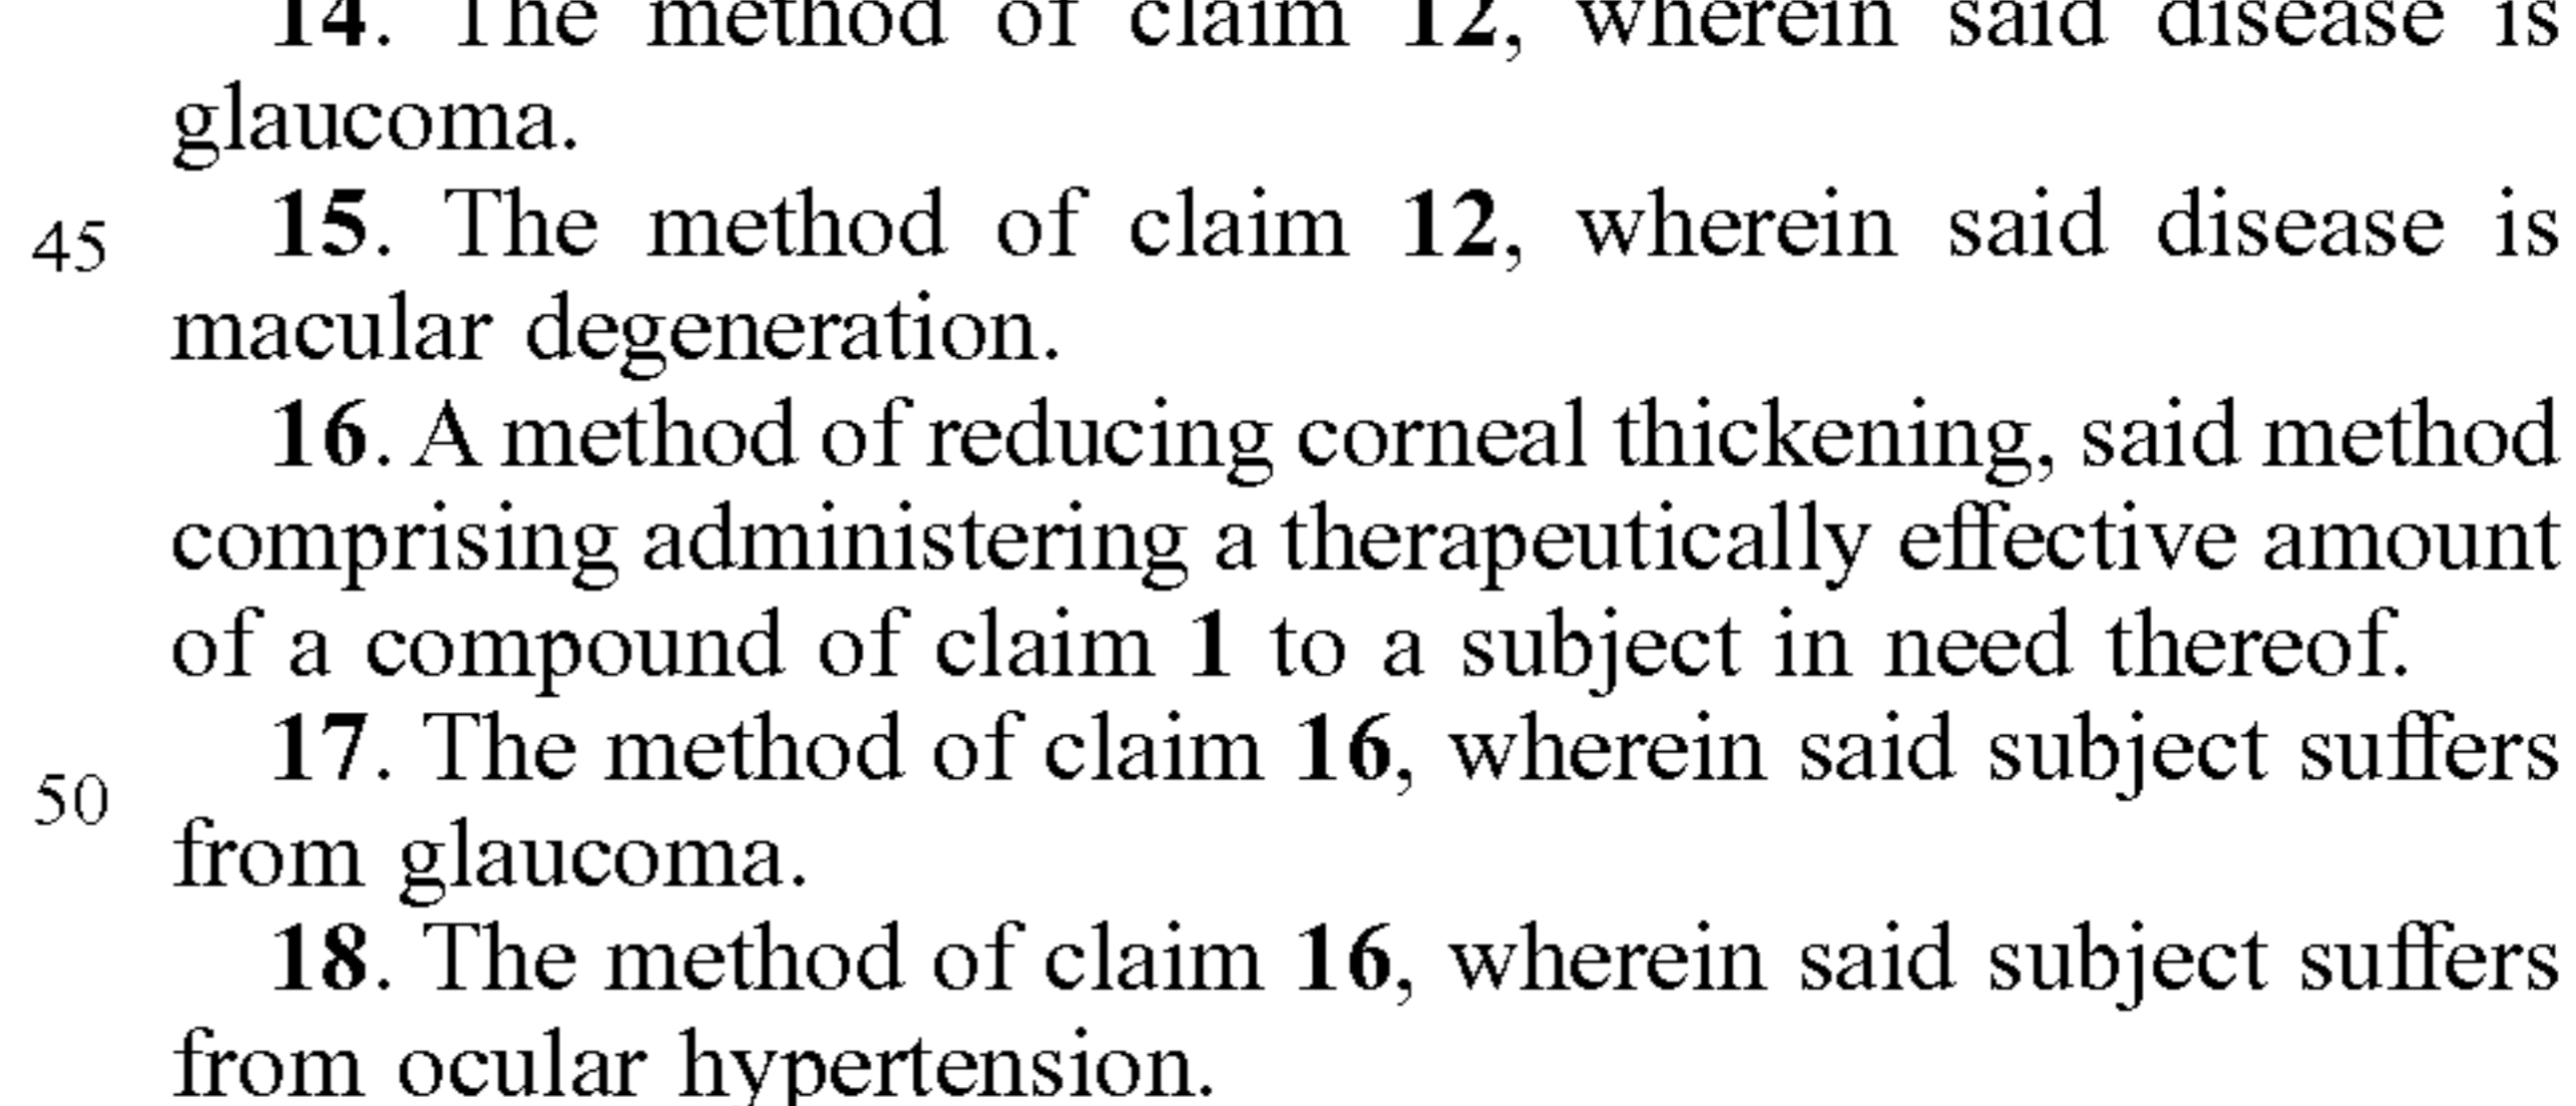 14. The method of claim 12, wherein said disease is
glaucoma.
45 15. The method of claim 12, wherein said disease is
macular degeneration.
16. A method of reducing corneal thickening, said method
comprising administering a therapeutically effective amount
of a compound of claim 1 to a subject in need thereof.
17. The method of claim 16, wherein said subject suffers
50 from glaucoma.
18. The method of claim 16, wherein said subject suffers
from ocular hypertension.